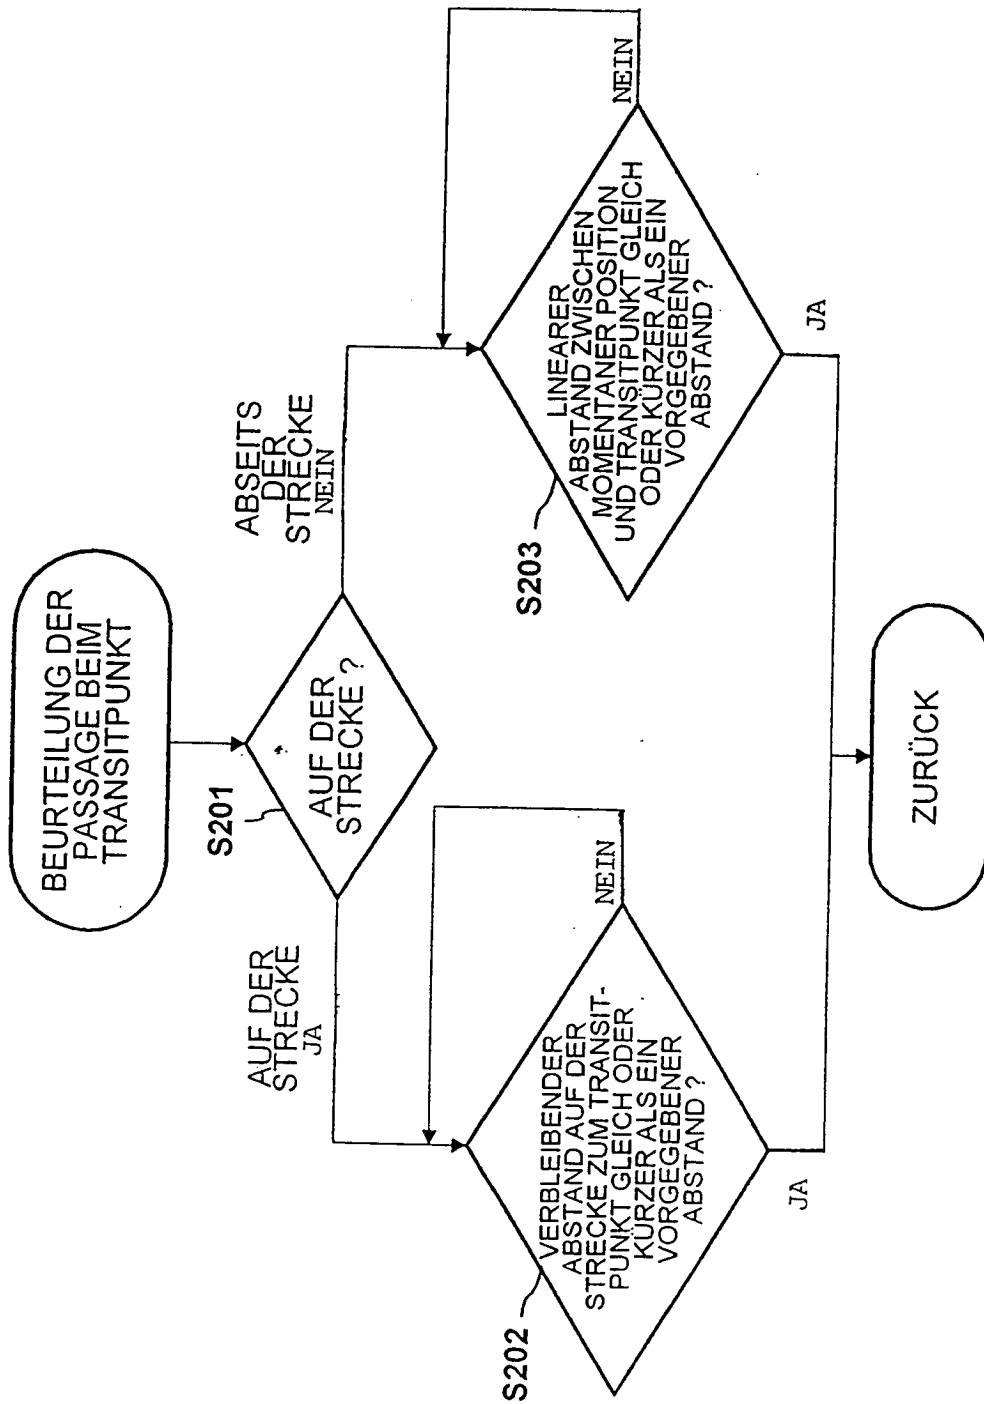 BEURTEILUNG DER
PASSAGE BEIM
TRANSITPUNKT
S201
AUF DER
STRECKE ?
AUF DER
STRECKE
JA
ABSEITS
DER
STRECKE
NEIN
S202
VERBLEIBENDER
ABSTAND AUF DER
STRECKE ZUM TRANSIT-
PUNKT GLEICH ODER
KÜRZER ALS EIN
VORGEGEBENER
ABSTAND ?
NEIN
JA
S203
LINEARER
ABSTAND ZWISCHEN
MOMENTANER POSITION
UND TRANSITPUNKT GLEICH
ODER KÜRZER ALS EIN
VORGEGEBENER
ABSTAND ?
NEIN
JA
ZURÜCK